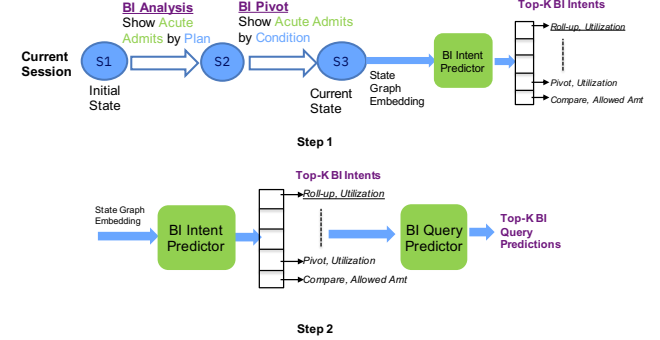 BI Analysis
Show Acute
Admits by Plan
BI Pivot
Show Acute Admits
by Condition
Top-K BI Intents
Current
Session
S1
S2
S3
Initial
State
Current
State
State
Graph
Embedding
BI Intent
Predictor
Roll-up, Utilization
Pivot, Utilization
Compare, Allowed Amt
Step 1
Top-K BI Intents
State Graph
Embedding
BI Intent
Predictor
Roll-up, Utilization
Pivot, Utilization
Compare, Allowed Amt
BI Query
Predictor
Top-K BI
Query
Predictions
Step 2